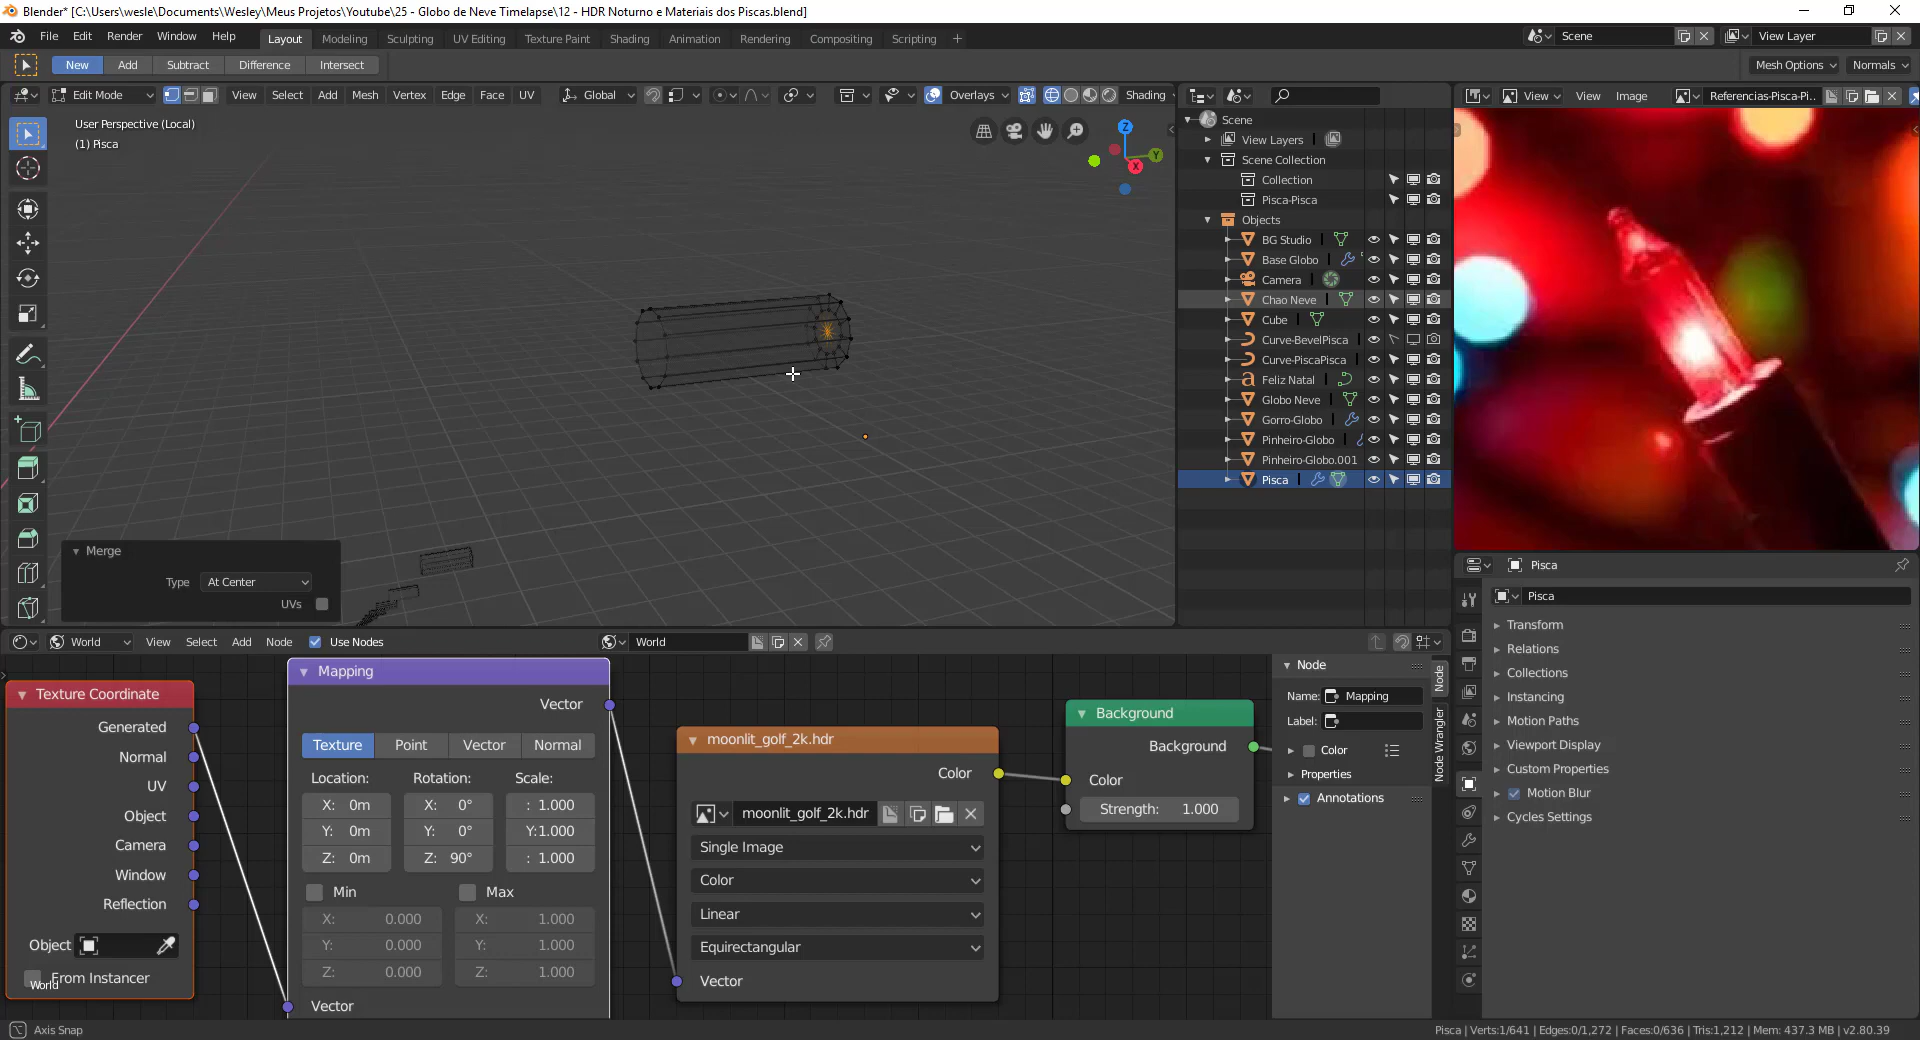 Blender* [C:\Users\wesle\Documents\Wesley\Meus Projetos\Youtube\25 - Globo de Neve Timelapse\12 - HDR Noturno e Materiais dos Piscas.blend]
File Edit Render Window Help Layout Modeling Sculpting UV Editing Texture Paint Shading Animation Rendering Compositing Scripting + Scene View Layer
New Add Subtract Difference Intersect Mesh Options Normals
Edit Mode View Select Add Mesh Vertex Edge Face UV Global Overlays Shading View View Image Referencias-Pisca-Pi..
User Perspective (Local)
(1) Pisca
Z
Y
X
Scene
View Layers
Scene Collection
Collection
Pisca-Pisca
Objects
BG Studio
Base Globo
Camera
Chao Neve
Cube
Curve-BevelPisca
Curve-PiscaPisca
Feliz Natal
Globo Neve
Gorro-Globo
Pinheiro-Globo
Pinheiro-Globo.001
Pisca
Merge
Type At Center
UVs
Pisca
Pisca
Transform
Relations
Collections
Instancing
Motion Paths
Viewport Display
Custom Properties
Motion Blur
Cycles Settings
World View Select Add Node Use Nodes World
Texture Coordinate
Generated
Normal
UV
Object
Camera
Window
Reflection
Object
From Instancer
World
Mapping
Vector
Texture Point Vector Normal
Location: Rotation: Scale:
X: 0m X: 0° : 1.000
Y: 0m Y: 0° Y:1.000
Z: 0m Z: 90° : 1.000
Min Max
X: 0.000 X: 1.000
Y: 0.000 Y: 1.000
Z: 0.000 Z: 1.000
Vector
moonlit_golf_2k.hdr
Color
moonlit_golf_2k.hdr
Single Image
Color
Linear
Equirectangular
Vector
Background
Background
Color
Strength: 1.000
Node
Name: Mapping
Label:
Color
Properties
Annotations
Node
Node Wrangler
Axis Snap
Pisca | Verts:1/641 | Edges:0/1,272 | Faces:0/636 | Tris:1,212 | Mem: 437.3 MB | v2.80.39